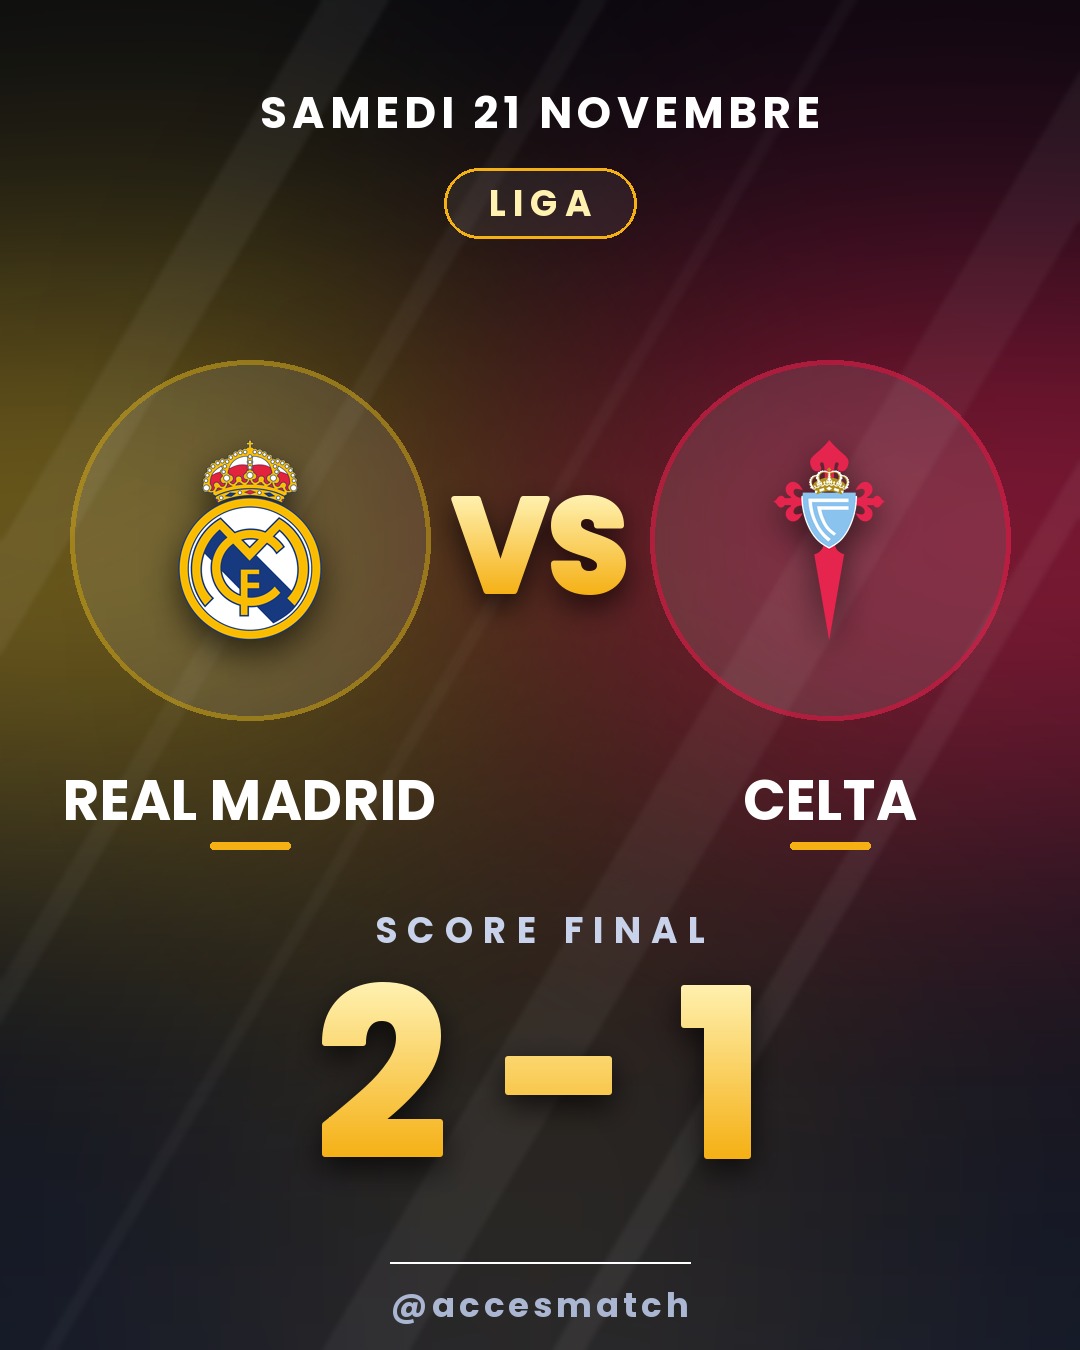 SAMEDI 21 NOVEMBRE
LIGA
VS
REAL MADRID
CELTA
SCORE FINAL
2 - 1
@accesmatch